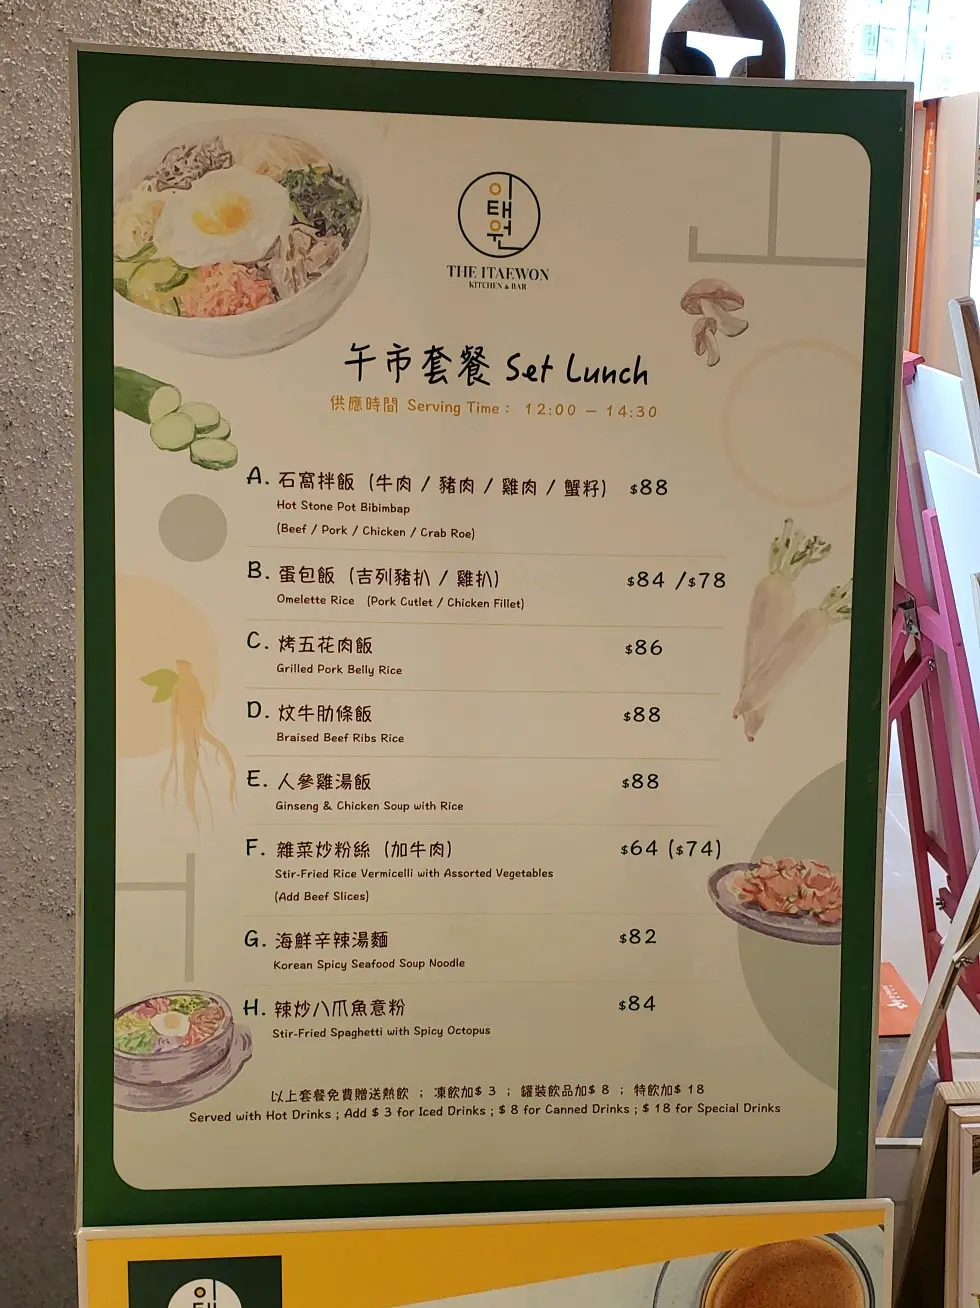 이
태
원
THE ITAEWON
KITCHEN & BAR
午市套餐 Set Lunch
供應時間 Serving Time : 12:00 – 14:30
A. 石窩拌飯 (牛肉 / 豬肉 / 雞肉 / 蟹籽) $88
Hot Stone Pot Bibimbap
(Beef / Pork / Chicken / Crab Roe)
B. 蛋包飯 (吉列豬扒 / 雞扒) $84 /$78
Omelette Rice (Pork Cutlet / Chicken Fillet)
C. 烤五花肉飯 $86
Grilled Pork Belly Rice
D. 炆牛肋條飯 $88
Braised Beef Ribs Rice
E. 人參雞湯飯 $88
Ginseng & Chicken Soup with Rice
F. 雜菜炒粉絲 (加牛肉) $64 ($74)
Stir-Fried Rice Vermicelli with Assorted Vegetables
(Add Beef Slices)
G. 海鮮辛辣湯麵 $82
Korean Spicy Seafood Soup Noodle
H. 辣炒八爪魚意粉 $84
Stir-Fried Spaghetti with Spicy Octopus
以上套餐免費贈送熱飲 ; 凍飲加$ 3 ; 罐裝飲品加$ 8 ; 特飲加$ 18
Served with Hot Drinks ; Add $ 3 for Iced Drinks ; $ 8 for Canned Drinks ; $ 18 for Special Drinks